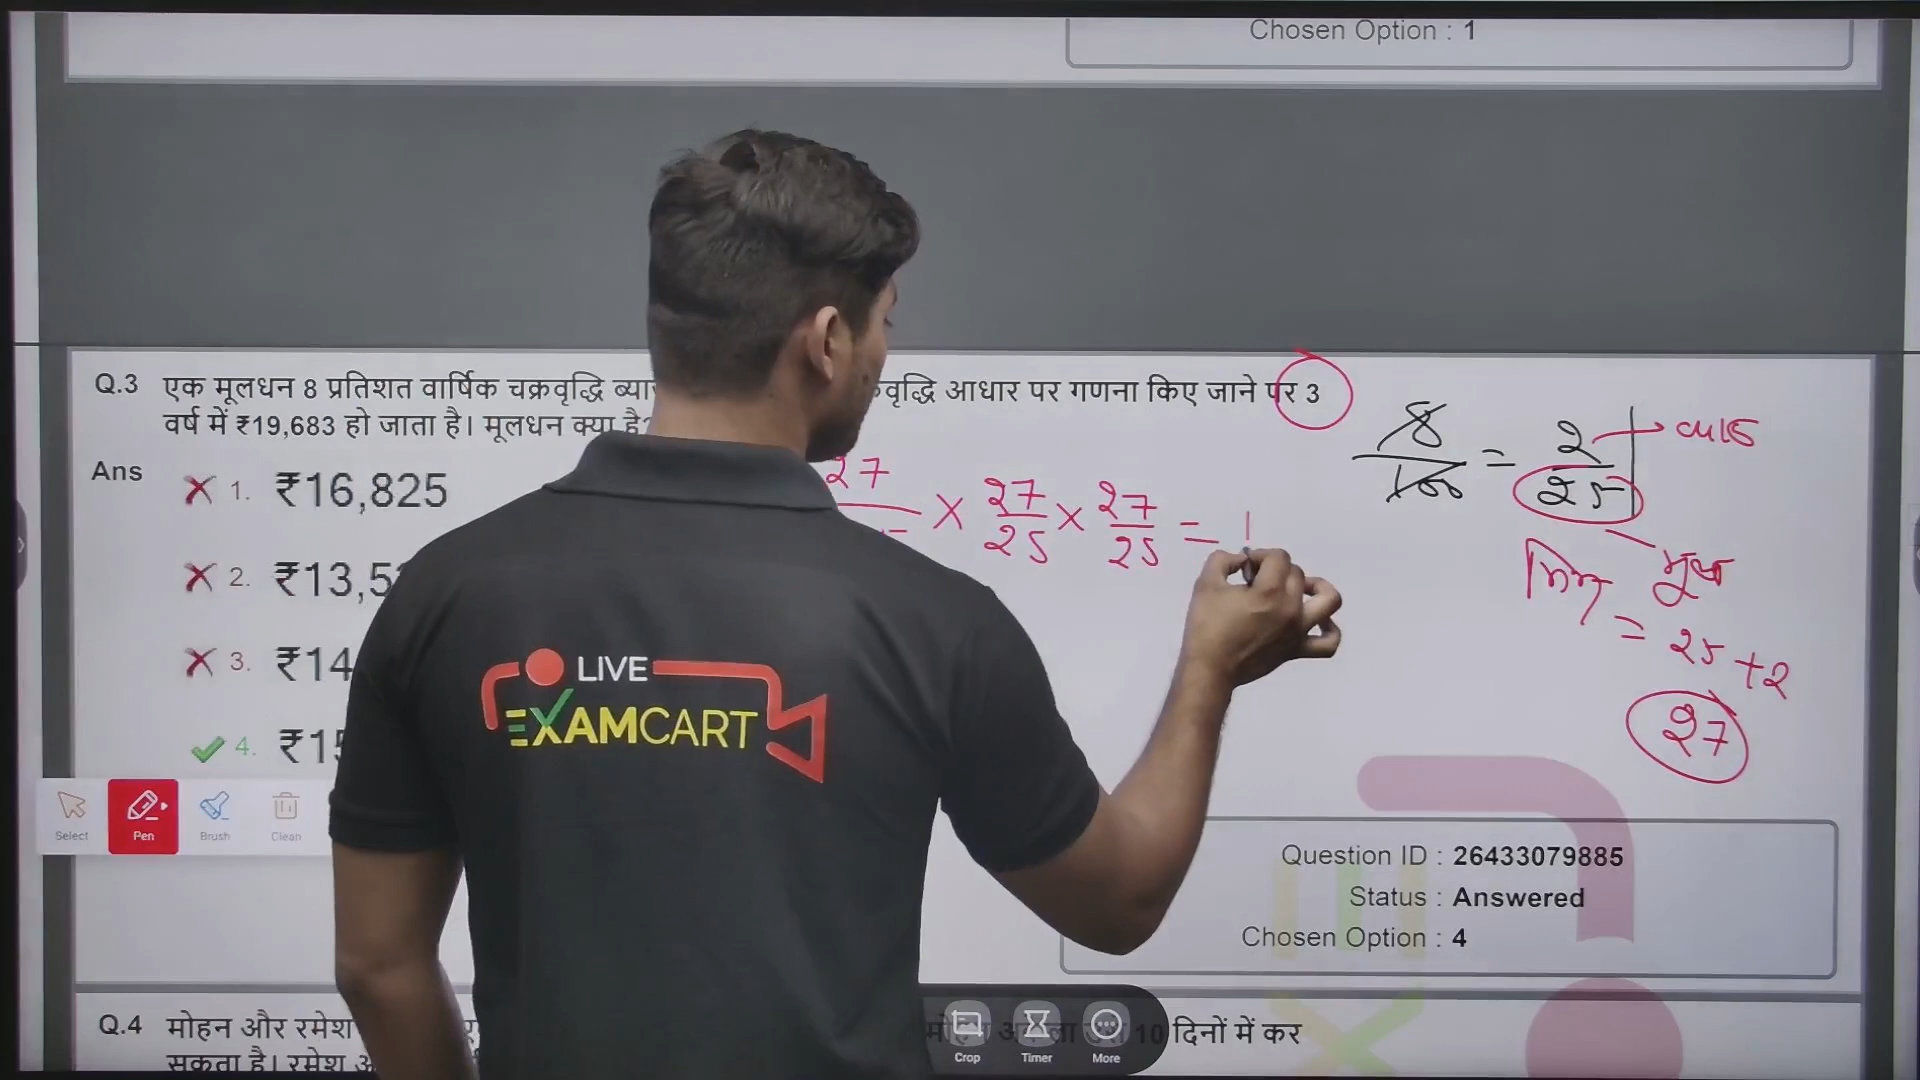 Chosen Option : 1
Q.3 एक मूलधन 8 प्रतिशत वार्षिक चक्रवृद्धि आधार पर गणना किए जाने पर 3
वर्ष में ₹19,683 हो जाता है। मूलधन क्या है
Ans
1. ₹16,825
2. ₹13,5
3. ₹14
4. ₹15
27 × 27/25 × 27/25 = 1
8/100 = 2/25
ब्याज
मूल
मिश्र
= 25 + 2
27
LIVE
EXAMCART
Select
Pen
Brush
Clean
Question ID : 26433079885
Status : Answered
Chosen Option : 4
Q.4 मोहन और रमेश 10 दिनों में कर
सकता है। रमेश
Crop
Timer
More